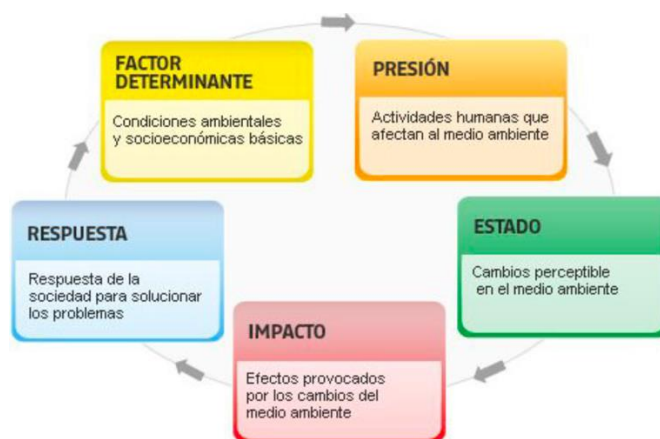 FACTOR
DETERMINANTE
Condiciones ambientales
y socioeconómicas básicas
PRESIÓN
Actividades humanas que
afectan al medio ambiente
ESTADO
Cambios perceptible
en el medio ambiente
IMPACTO
Efectos provocados
por los cambios del
medio ambiente
RESPUESTA
Respuesta de la
sociedad para solucionar
los problemas